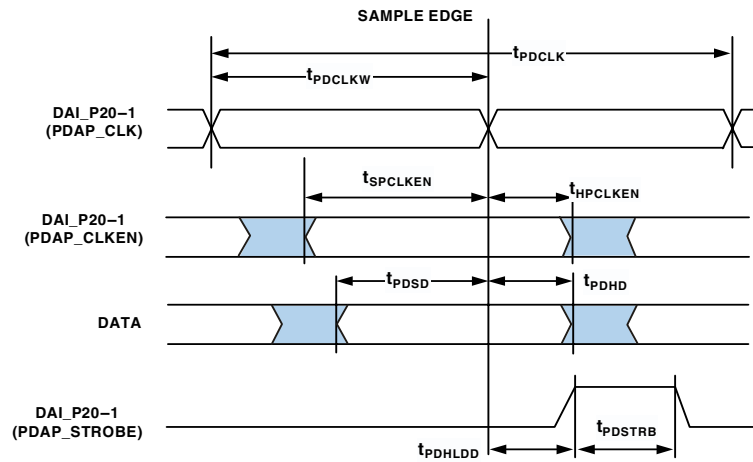 SAMPLE EDGE
tPDCLK
tPDCLKW
DAI_P20–1
(PDAP_CLK)
tSPCLKEN
tHPCLKEN
DAI_P20–1
(PDAP_CLKEN)
tPDSD
tPDHD
DATA
DAI_P20–1
(PDAP_STROBE)
tPDHLDD
tPDSTRB